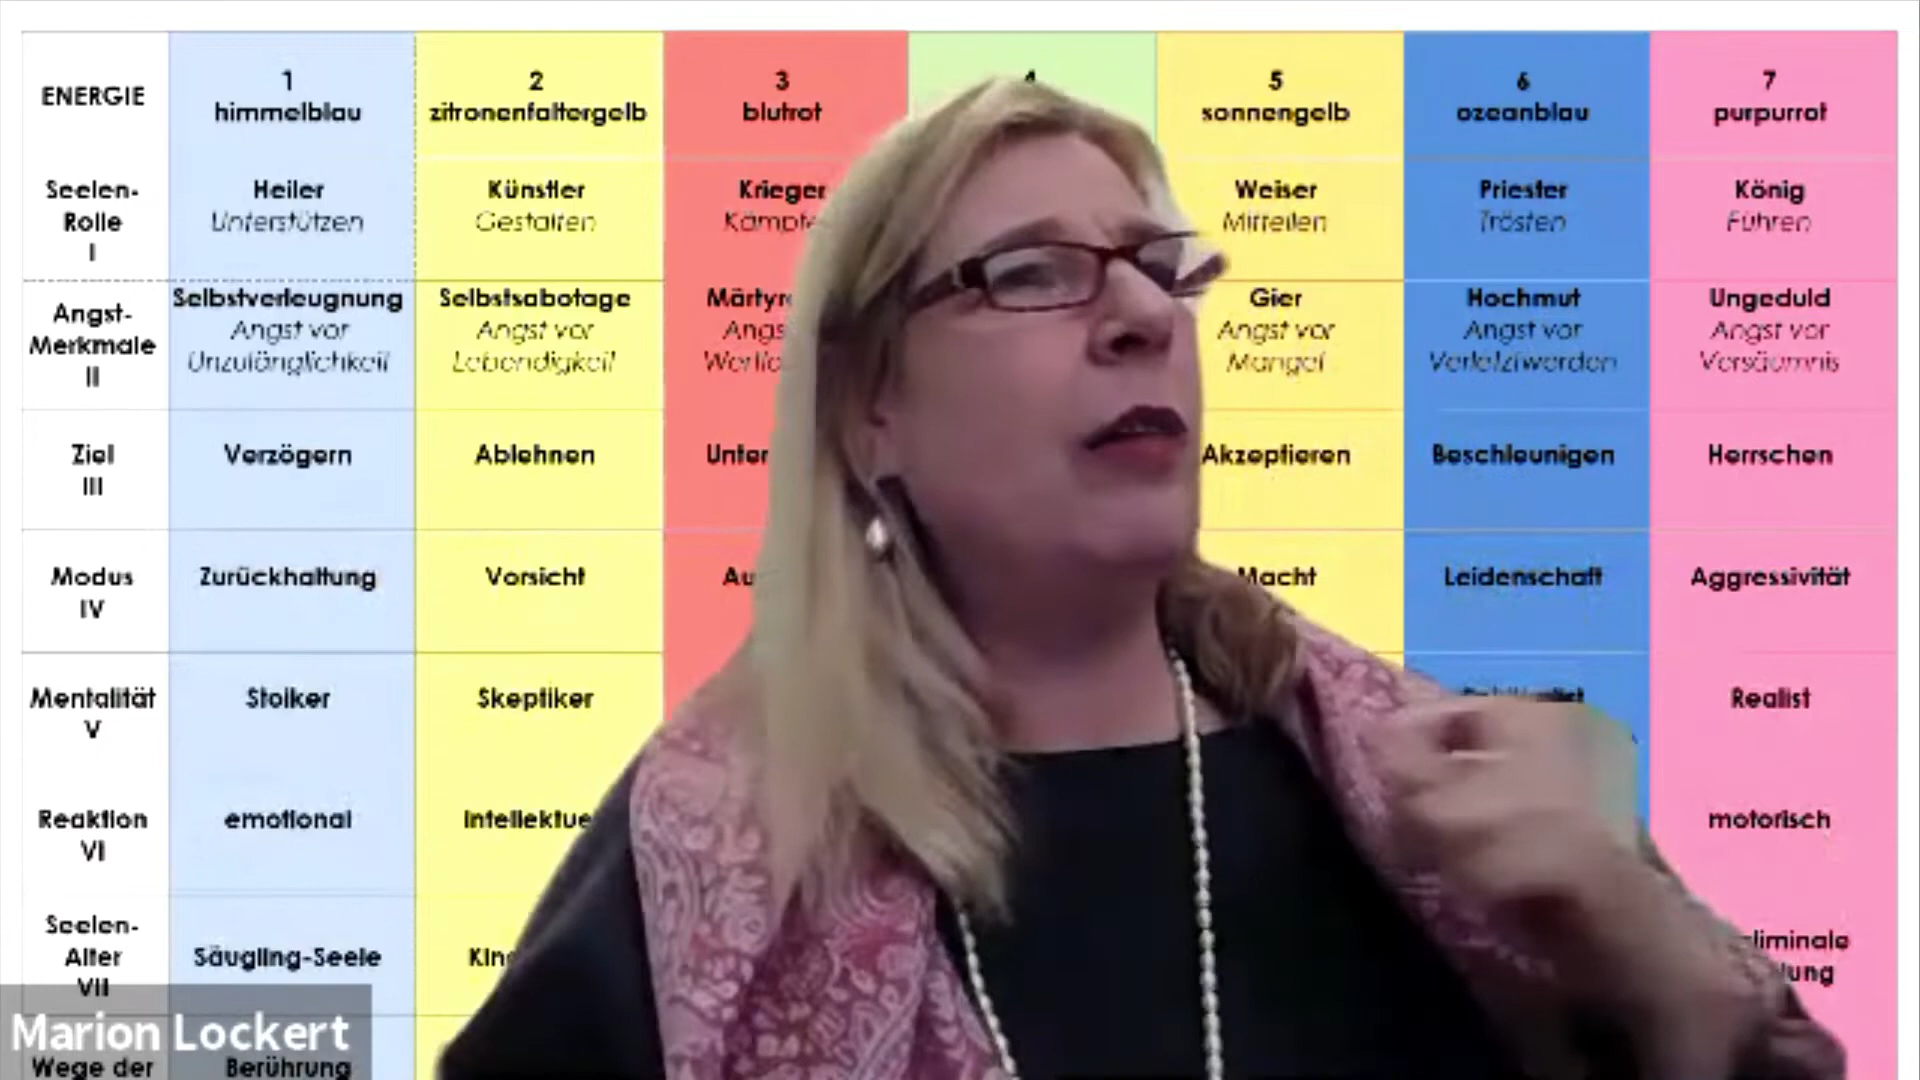 ENERGIE
1
himmelblau
2
zitronenfaltergelb
3
blutrot
5
sonnengelb
6
ozeanblau
7
purpurrot
Seelen-
Rolle
I
Heiler
Unterstützen
Künstler
Gestalten
Krieger
Weiser
Mitteilen
Priester
Trösten
König
Führen
Angst-
Merkmale
II
Selbstverleugnung
Angst vor
Unzulänglichkeit
Selbstsabotage
Angst vor
Lebendigkeit
Gier
Angst vor
Mangel
Hochmut
Angst vor
Verletztwerden
Ungeduld
Angst vor
Versäumnis
Ziel
III
Verzögern
Ablehnen
Unter
Akzeptieren
Beschleunigen
Herrschen
Modus
IV
Zurückhaltung
Vorsicht
Au
Macht
Leidenschaft
Aggressivität
Mentalität
V
Stoiker
Skeptiker
Realist
Reaktion
VI
emotional
motorisch
Seelen-
Alter
VII
Säugling-Seele
Marion Lockert
Wege der
Berührung